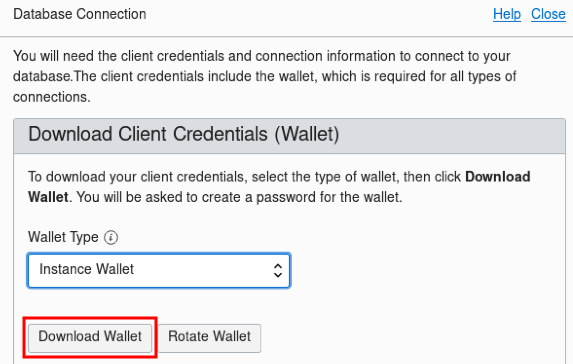 Database Connection
Help Close
You will need the client credentials and connection information to connect to your
database.The client credentials include the wallet, which is required for all types of
connections.
Download Client Credentials (Wallet)
To download your client credentials, select the type of wallet, then click Download
Wallet. You will be asked to create a password for the wallet.
Wallet Type
Instance Wallet
Download Wallet
Rotate Wallet